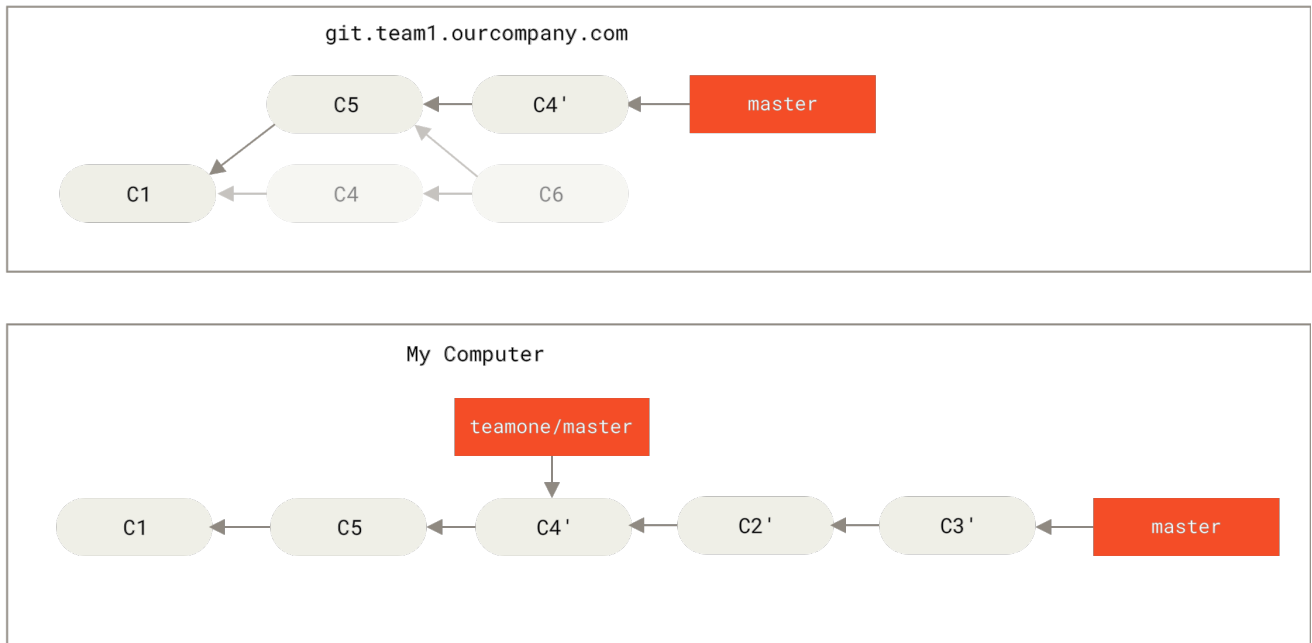 git.team1.ourcompany.com
C5
C4'
master
C1
C4
C6
My Computer
teamone/master
C1
C5
C4'
C2'
C3'
master